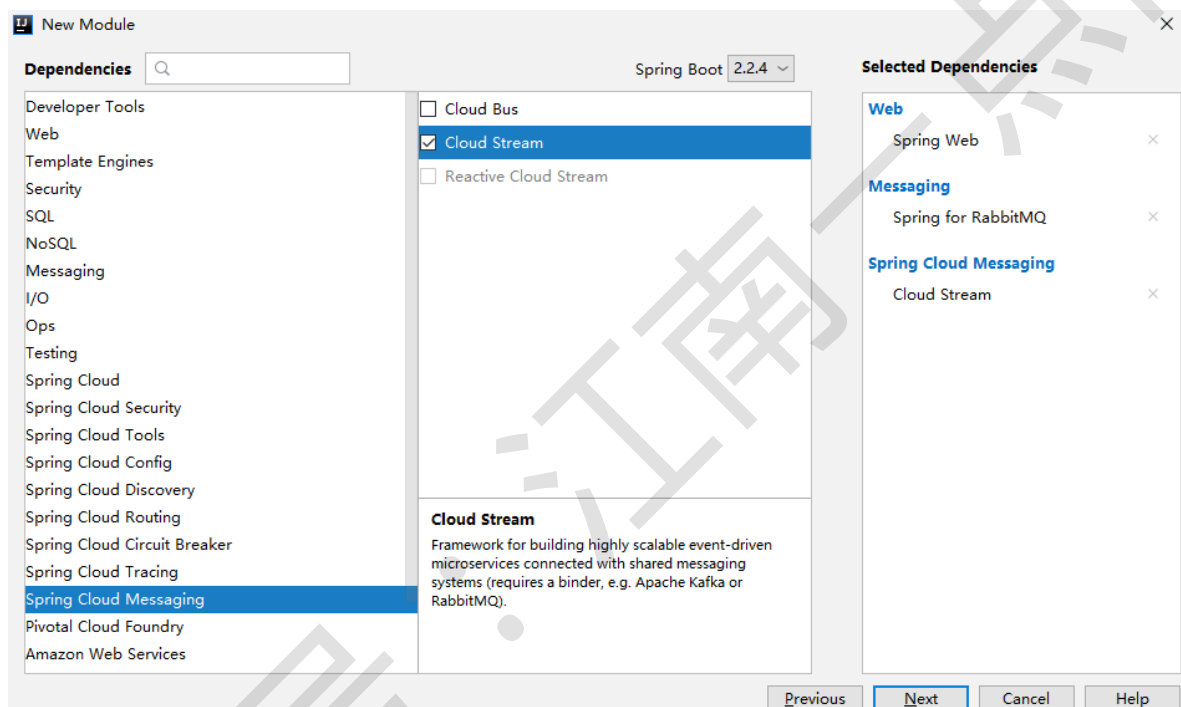 New Module
Dependencies
Spring Boot 2.2.4
Selected Dependencies
Developer Tools
Web
Template Engines
Security
SQL
NoSQL
Messaging
I/O
Ops
Testing
Spring Cloud
Spring Cloud Security
Spring Cloud Tools
Spring Cloud Config
Spring Cloud Discovery
Spring Cloud Routing
Spring Cloud Circuit Breaker
Spring Cloud Tracing
Spring Cloud Messaging
Pivotal Cloud Foundry
Amazon Web Services
Cloud Bus
Cloud Stream
Reactive Cloud Stream
Cloud Stream
Framework for building highly scalable event-driven
microservices connected with shared messaging
systems (requires a binder, e.g. Apache Kafka or
RabbitMQ).
Web
Spring Web
Messaging
Spring for RabbitMQ
Spring Cloud Messaging
Cloud Stream
Previous
Next
Cancel
Help
江南一点